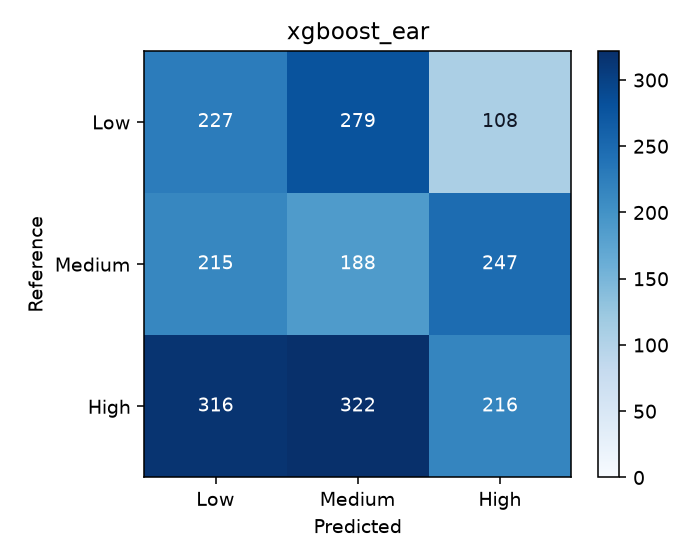 xgboost_ear
Low 227 279 108
Medium 215 188 247
High 316 322 216
Low Medium High
Predicted
Reference
300
250
200
150
100
50
0